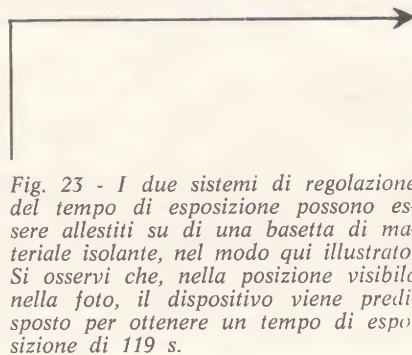 Fig. 23 - I due sistemi di regolazione
del tempo di esposizione possono es-
sere allestiti su di una basetta di ma-
teriale isolante, nel modo qui illustrato
Si osservi che, nella posizione visibile
nella foto, il dispositivo viene predi
sposto per ottenere un tempo di espo
sizione di 119 s.